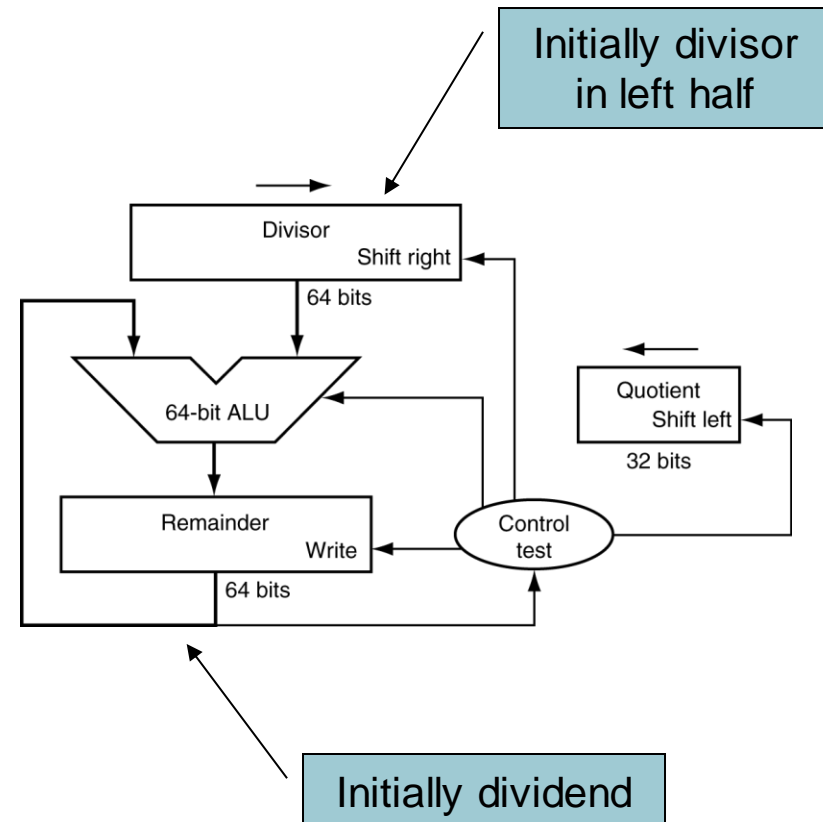 Initially divisor
in left half
Divisor
Shift right
64 bits
64-bit ALU
Quotient
Shift left
32 bits
Remainder
Write
Control
test
64 bits
Initially dividend